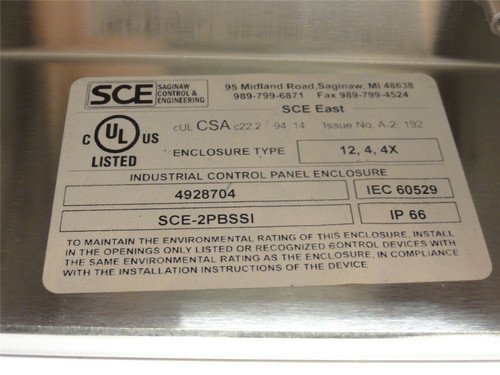 SCE SAGINAW CONTROL & ENGINEERING
95 Midland Road, Saginaw, MI 48638
989-799-6871 Fax 989-799-4524
SCE East
C UL US
LISTED
cUL CSA c22.2 94 14 Issue No. A-2, 192
ENCLOSURE TYPE 12, 4, 4X
INDUSTRIAL CONTROL PANEL ENCLOSURE
4928704 IEC 60529
SCE-2PBSSI IP 66
TO MAINTAIN THE ENVIRONMENTAL RATING OF THIS ENCLOSURE, INSTALL
IN THE OPENINGS ONLY LISTED OR RECOGNIZED CONTROL DEVICES WITH
THE SAME ENVIRONMENTAL RATING AS THE ENCLOSURE, IN COMPLIANCE
WITH THE INSTALLATION INSTRUCTIONS OF THE DEVICE